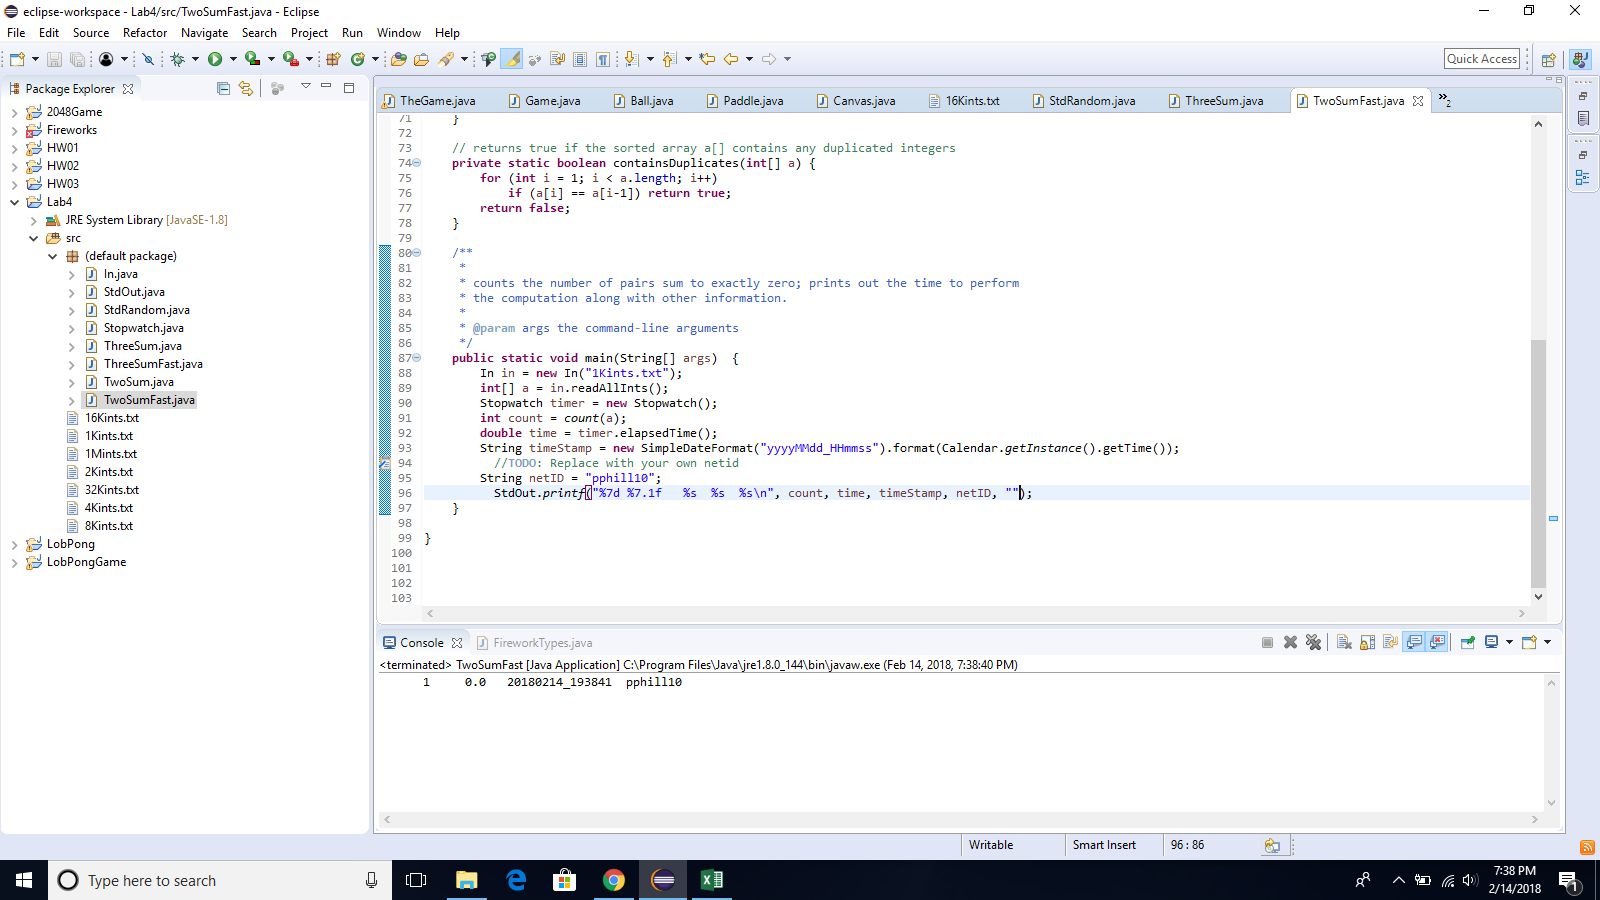 eclipse-workspace - Lab4/src/TwoSumFast.java - Eclipse
File Edit Source Refactor Navigate Search Project Run Window Help
Quick Access
Package Explorer
2048Game
Fireworks
HW01
HW02
HW03
Lab4
JRE System Library [JavaSE-1.8]
src
(default package)
In.java
StdOut.java
StdRandom.java
Stopwatch.java
ThreeSum.java
ThreeSumFast.java
TwoSum.java
TwoSumFast.java
16Kints.txt
1Kints.txt
1Mints.txt
2Kints.txt
32Kints.txt
4Kints.txt
8Kints.txt
LobPong
LobPongGame
TheGame.java Game.java Ball.java Paddle.java Canvas.java 16Kints.txt StdRandom.java ThreeSum.java TwoSumFast.java »2
71 }
72
73 // returns true if the sorted array a[] contains any duplicated integers
74 private static boolean containsDuplicates(int[] a) {
75 for (int i = 1; i < a.length; i++)
76 if (a[i] == a[i-1]) return true;
77 return false;
78 }
79
80 /**
81 *
82 * counts the number of pairs sum to exactly zero; prints out the time to perform
83 * the computation along with other information.
84 *
85 * @param args the command-line arguments
86 */
87 public static void main(String[] args) {
88 In in = new In("1Kints.txt");
89 int[] a = in.readAllInts();
90 Stopwatch timer = new Stopwatch();
91 int count = count(a);
92 double time = timer.elapsedTime();
93 String timeStamp = new SimpleDateFormat("yyyyMMdd_HHmmss").format(Calendar.getInstance().getTime());
94 //TODO: Replace with your own netid
95 String netID = "pphill10";
96 StdOut.printf("%7d %7.1f %s %s %s\n", count, time, timeStamp, netID, "");
97 }
98
99 }
100
101
102
103
Console FireworkTypes.java
<terminated> TwoSumFast [Java Application] C:\Program Files\Java\jre1.8.0_144\bin\javaw.exe (Feb 14, 2018, 7:38:40 PM)
1 0.0 20180214_193841 pphill10
Writable Smart Insert 96 : 86
Type here to search
7:38 PM
2/14/2018
1